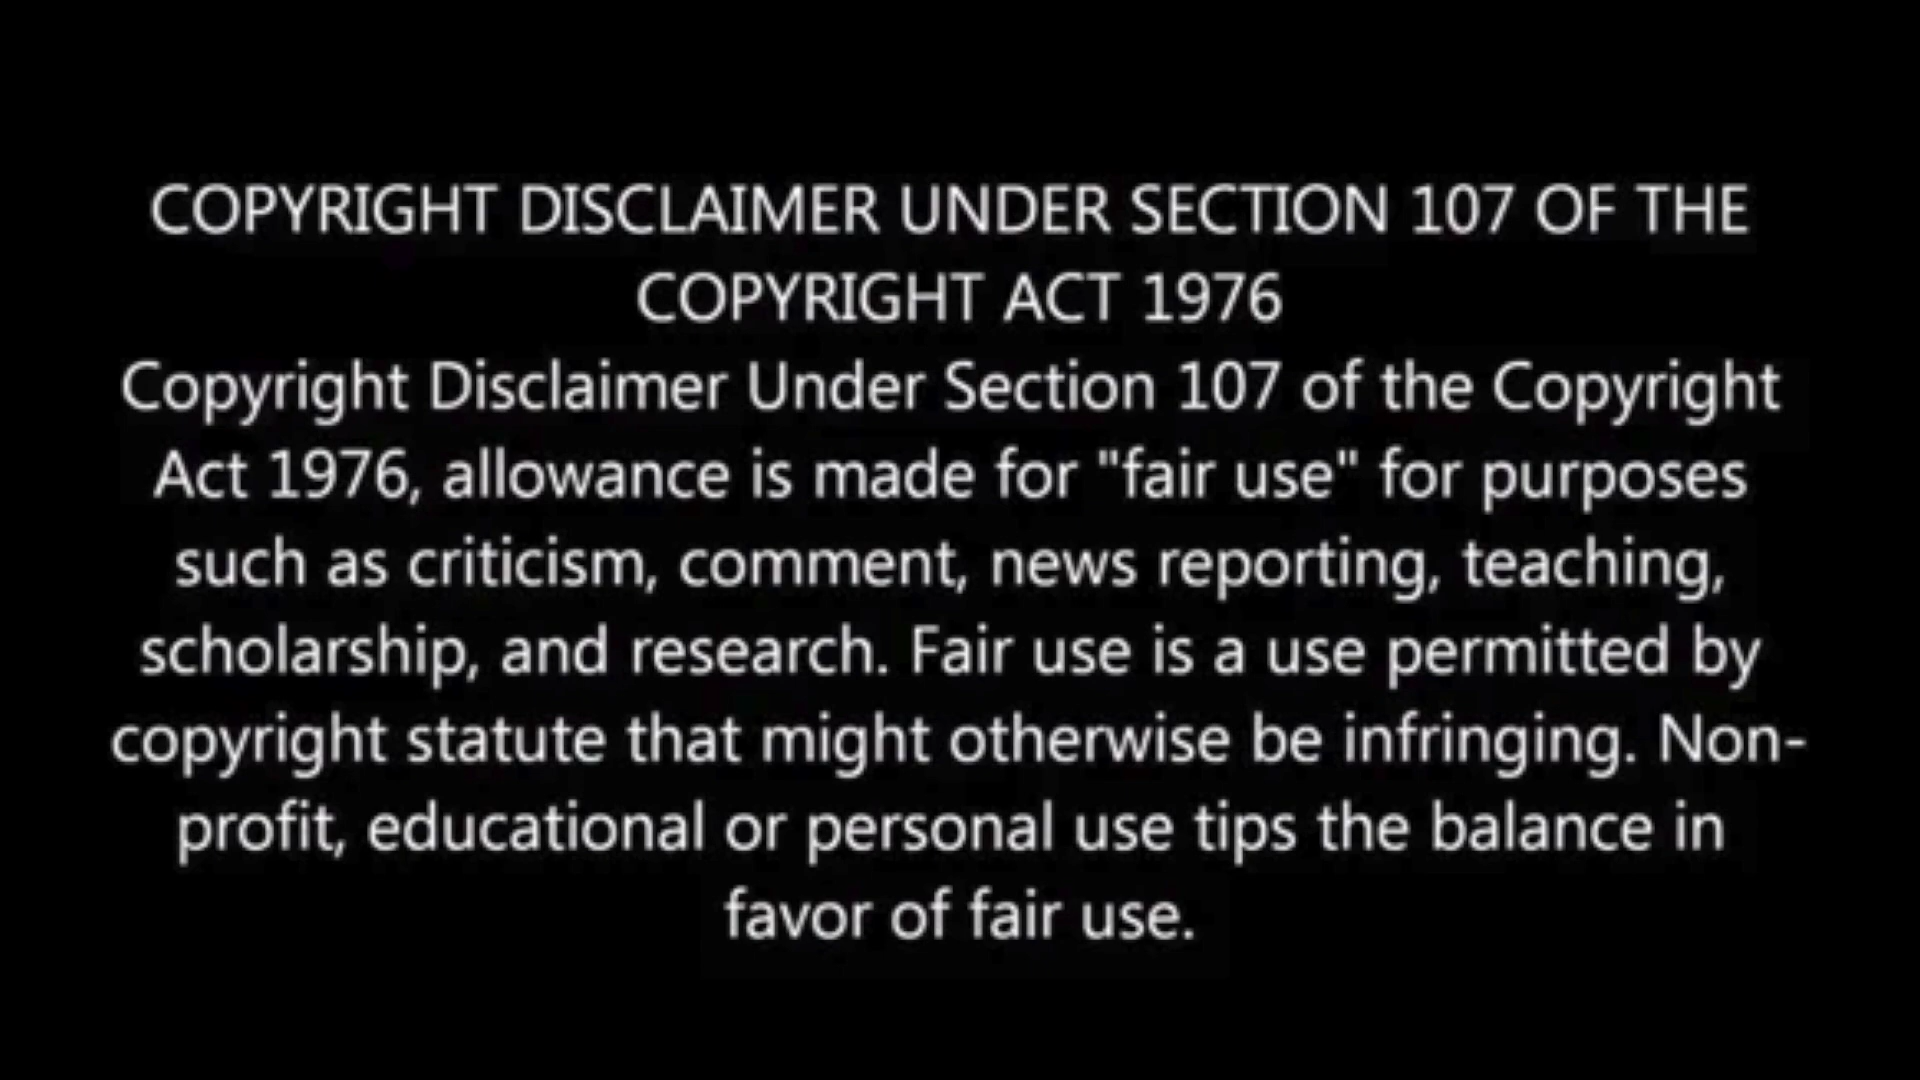 COPYRIGHT DISCLAIMER UNDER SECTION 107 OF THE
COPYRIGHT ACT 1976
Copyright Disclaimer Under Section 107 of the Copyright
Act 1976, allowance is made for "fair use" for purposes
such as criticism, comment, news reporting, teaching,
scholarship, and research. Fair use is a use permitted by
copyright statute that might otherwise be infringing. Non-
profit, educational or personal use tips the balance in
favor of fair use.